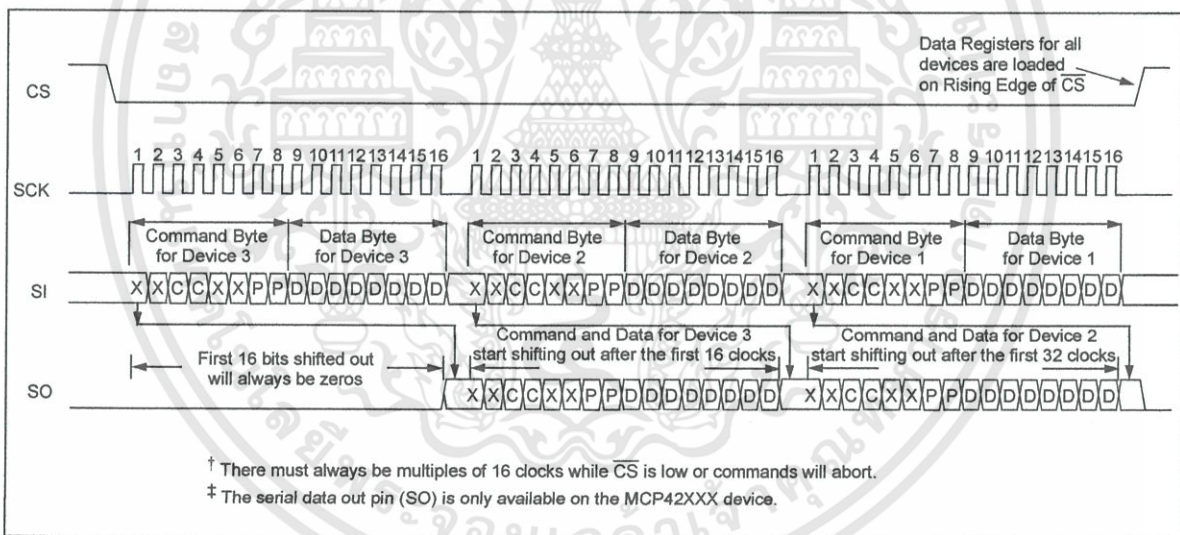 Data Registers for all
devices are loaded
on Rising Edge of CS
CS
1 2 3 4 5 6 7 8 9 10 11 12 13 14 15 16 1 2 3 4 5 6 7 8 9 10 11 12 13 14 15 16 1 2 3 4 5 6 7 8 9 10 11 12 13 14 15 16
SCK
Command Byte
for Device 3
Data Byte
for Device 3
Command Byte
for Device 2
Data Byte
for Device 2
Command Byte
for Device 1
Data Byte
for Device 1
SI
X X C C X X P P D D D D D D D D X X C C X X P P D D D D D D D D X X C C X X P P D D D D D D D D
First 16 bits shifted out
will always be zeros
Command and Data for Device 3
start shifting out after the first 16 clocks
Command and Data for Device 2
start shifting out after the first 32 clocks
SO
X X C C X X P P D D D D D D D D X X C C X X P P D D D D D D D D
† There must always be multiples of 16 clocks while CS is low or commands will abort.
‡ The serial data out pin (SO) is only available on the MCP42XXX device.